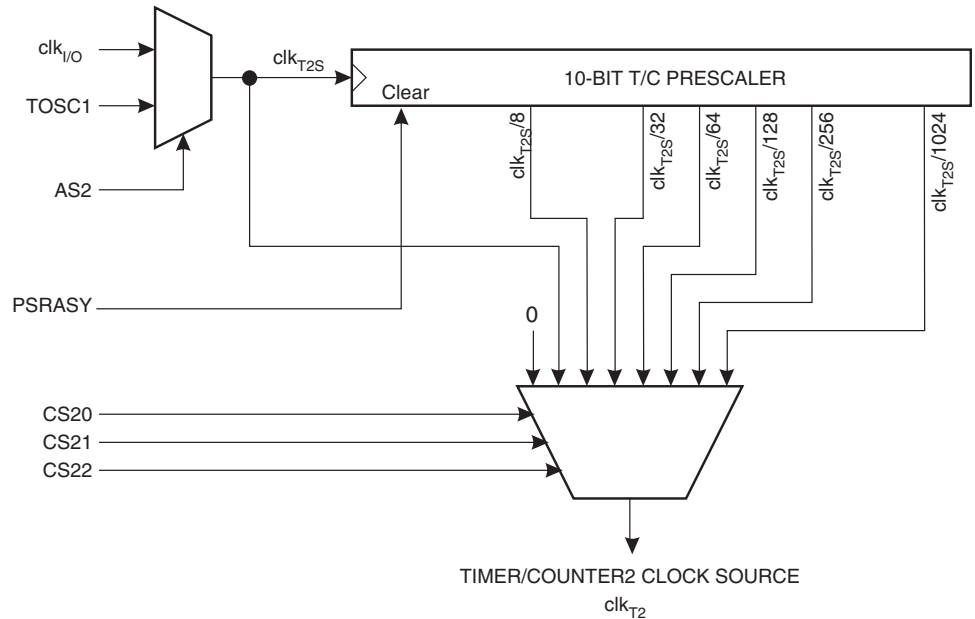 clkI/O
clkT2S
10-BIT T/C PRESCALER
TOSC1
Clear
clkT2S/8
clkT2S/32
clkT2S/64
clkT2S/128
clkT2S/256
clkT2S/1024
AS2
PSRASY
0
CS20
CS21
CS22
TIMER/COUNTER2 CLOCK SOURCE
clkT2